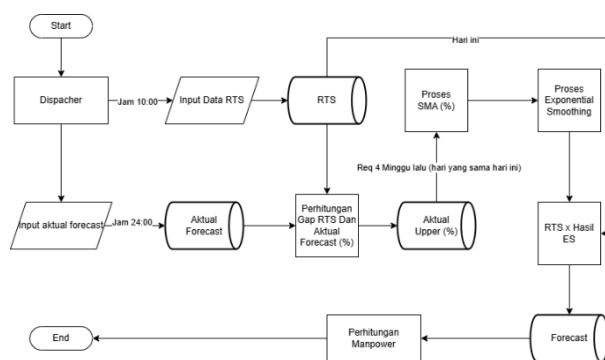 Start
Hari ini
Dispacher
Jam 10:00
Input Data RTS
RTS
Proses
SMA (%)
Proses
Exponential
Smoothing
Req 4 Minggu lalu (hari yang sama hari ini)
Input aktual forecast
Jam 24:00
Aktual
Forecast
Perhitungan
Gap RTS Dan
Aktual
Forecast (%)
Aktual
Upper (%)
RTS x Hasil
ES
End
Perhitungan
Manpower
Forecast